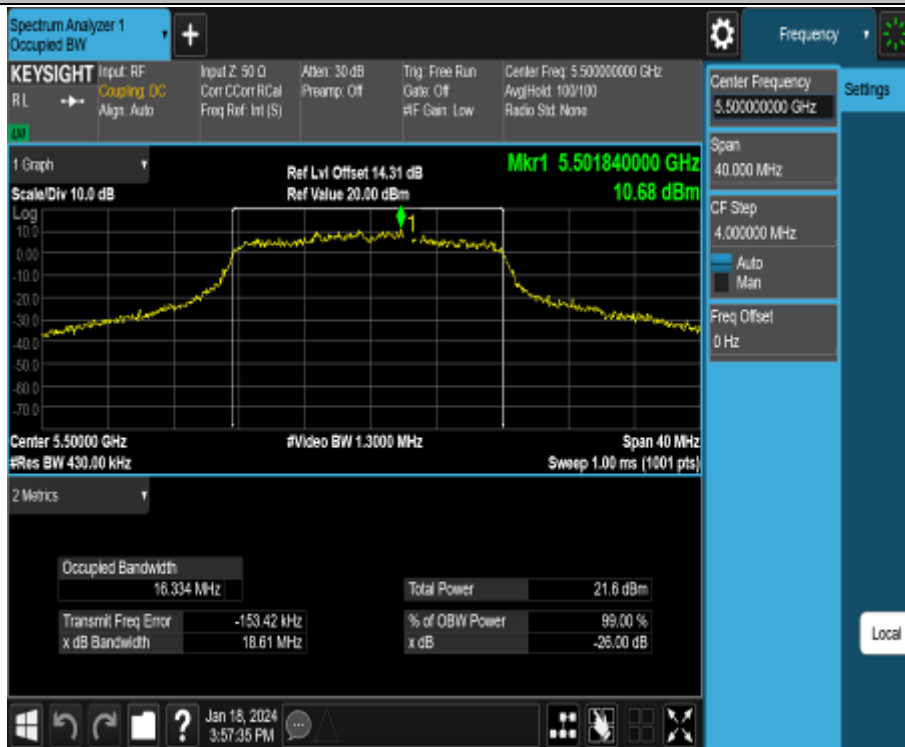 Spectrum Analyzer 1
Occupied BW
+
Frequency
KEYSIGHT
RL
Input: RF
Coupling: DC
Align: Auto
Input Z: 50 Ω
Corr CCorr RCal
Freq Ref: Int (S)
Atten: 30 dB
Preamp: Off
Trig: Free Run
Gate: Off
#IF Gain: Low
Center Freq: 5.500000000 GHz
Avg|Hold: 100/100
Radio Std: None
Center Frequency
5.500000000 GHz
Settings
Span
40.000 MHz
CF Step
4.000000 MHz
Auto
Man
Freq Offset
0 Hz
1 Graph
Scale/Div 10.0 dB
Ref Lvl Offset 14.31 dB
Ref Value 20.00 dBm
Mkr1 5.501840000 GHz
10.68 dBm
Log
10.0
0.00
-10.0
-20.0
-30.0
-40.0
-50.0
-60.0
-70.0
1
Center 5.50000 GHz
#Video BW 1.3000 MHz
Span 40 MHz
#Res BW 430.00 kHz
Sweep 1.00 ms (1001 pts)
2 Metrics
Occupied Bandwidth
16.334 MHz
Total Power 21.6 dBm
Transmit Freq Error -153.42 kHz
% of OBW Power 99.00 %
x dB Bandwidth 18.61 MHz
x dB -26.00 dB
Local
?
Jan 18, 2024
3:57:35 PM